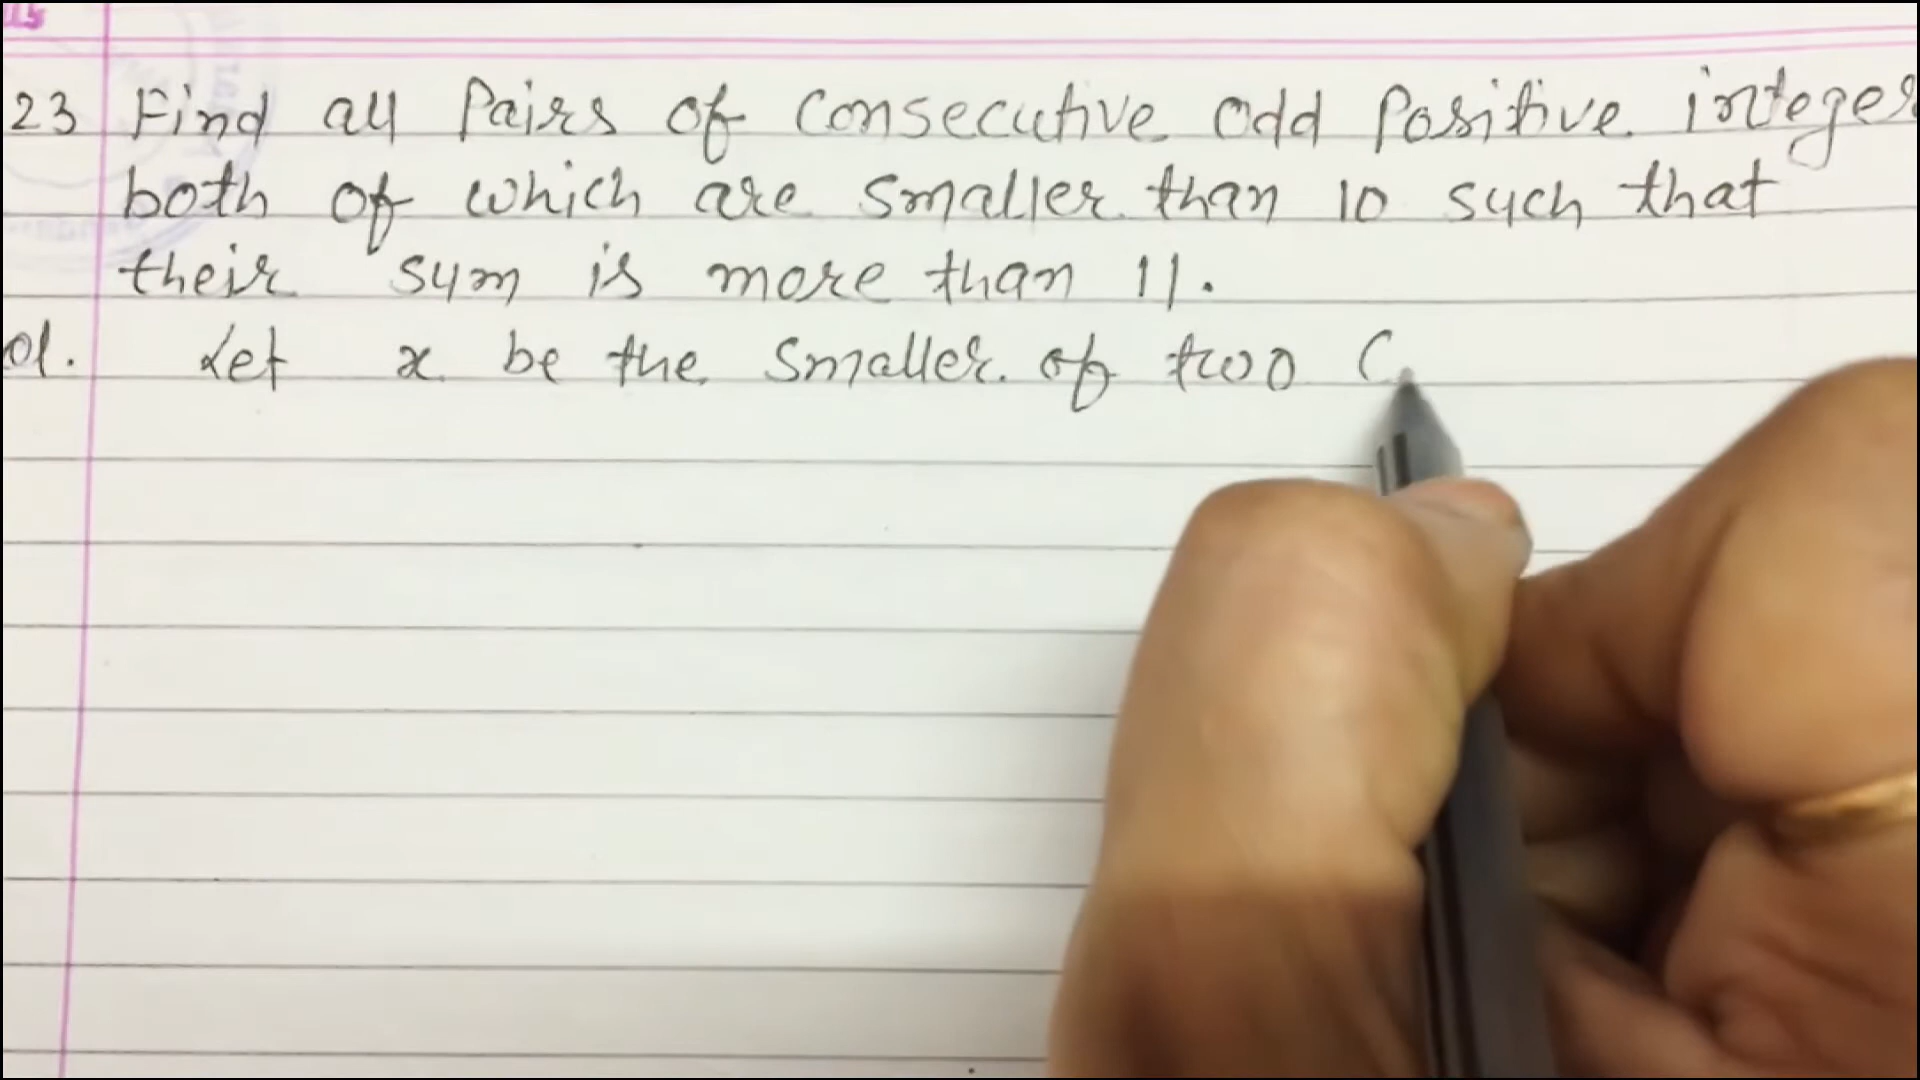 23 Find all Pairs of Consecutive odd Positive integers
both of which are smaller than 10 such that
their sum is more than 11.
ol. Let x be the smaller of two C